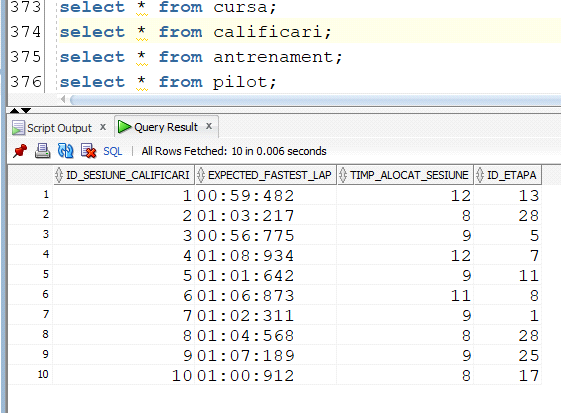 373 select * from cursa;
374 select * from calificari;
375 select * from antrenament;
376 select * from pilot;
Script Output x Query Result x
SQL | All Rows Fetched: 10 in 0.006 seconds
ID_SESIUNE_CALIFICARI EXPECTED_FASTEST_LAP TIMP_ALOCAT_SESIUNE ID_ETAPA
1 1 00:59:482 12 13
2 2 01:03:217 8 28
3 3 00:56:775 9 5
4 4 01:08:934 12 7
5 5 01:01:642 9 11
6 6 01:06:873 11 8
7 7 01:02:311 9 1
8 8 01:04:568 8 28
9 9 01:07:189 9 25
10 10 01:00:912 8 17